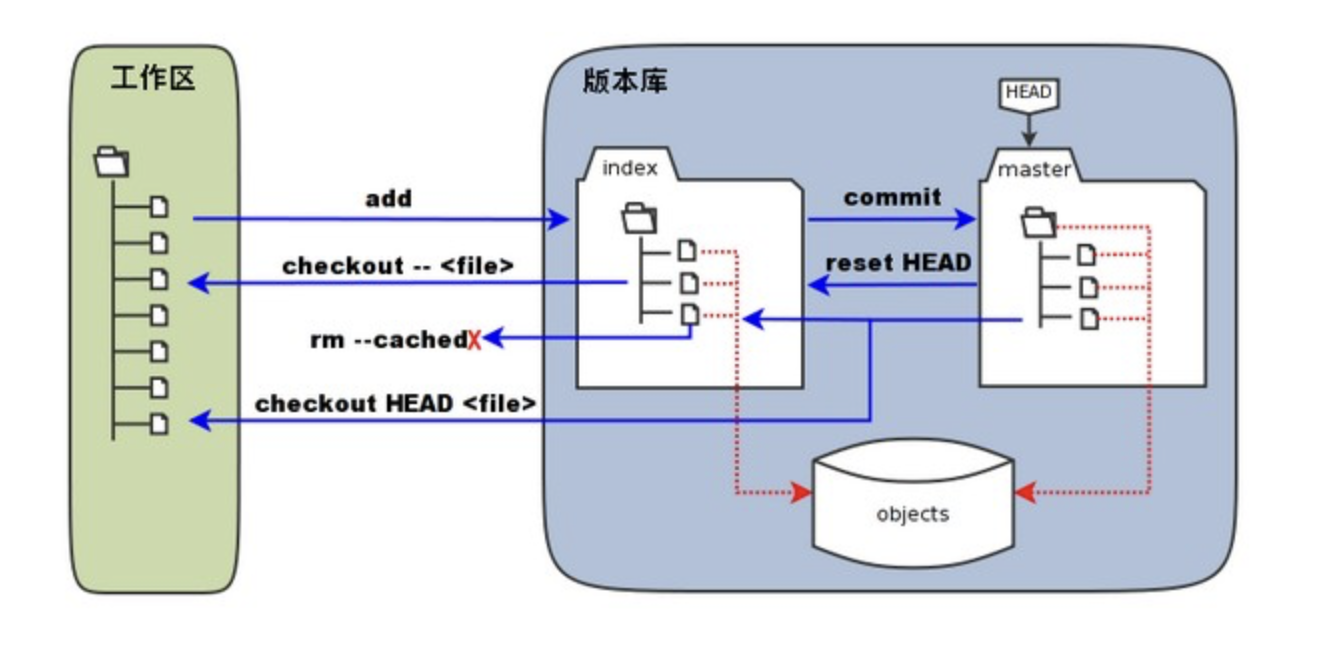 工作区
版本库
HEAD
index
master
add
commit
checkout -- <file>
reset HEAD
rm --cachedX
checkout HEAD <file>
objects